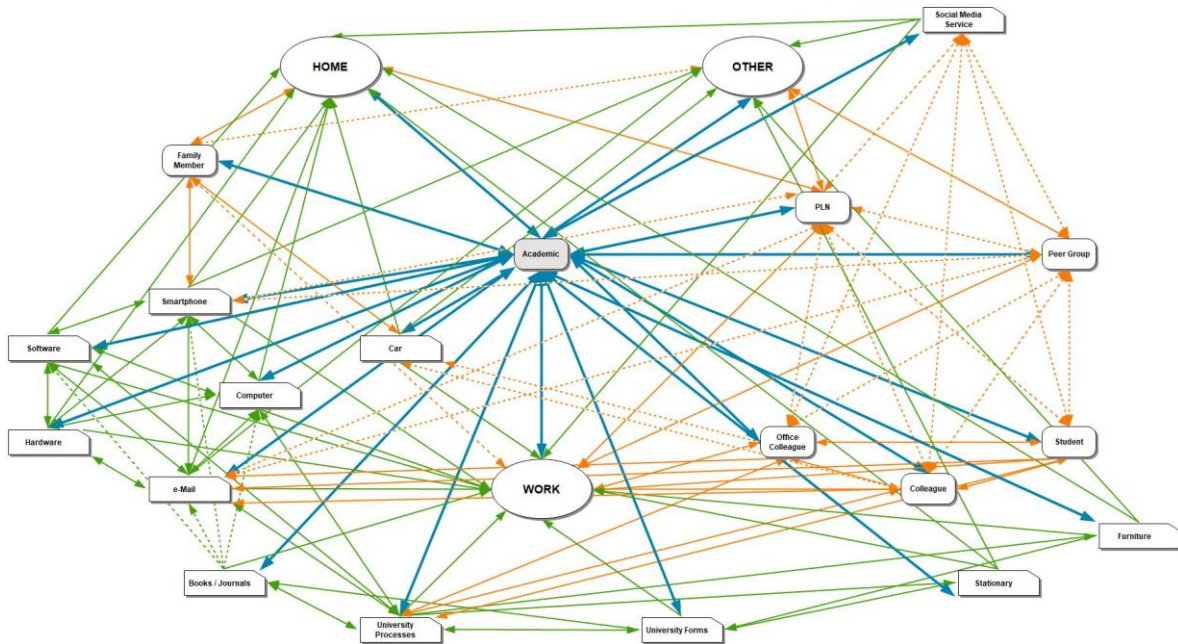 Social Media
Service
HOME
OTHER
Family
Member
PLN
Academic
Peer Group
Smartphone
Software
Car
Computer
Hardware
Office
Colleague
Student
e-Mail
WORK
Colleague
Furniture
Books / Journals
Stationary
University
Processes
University Forms